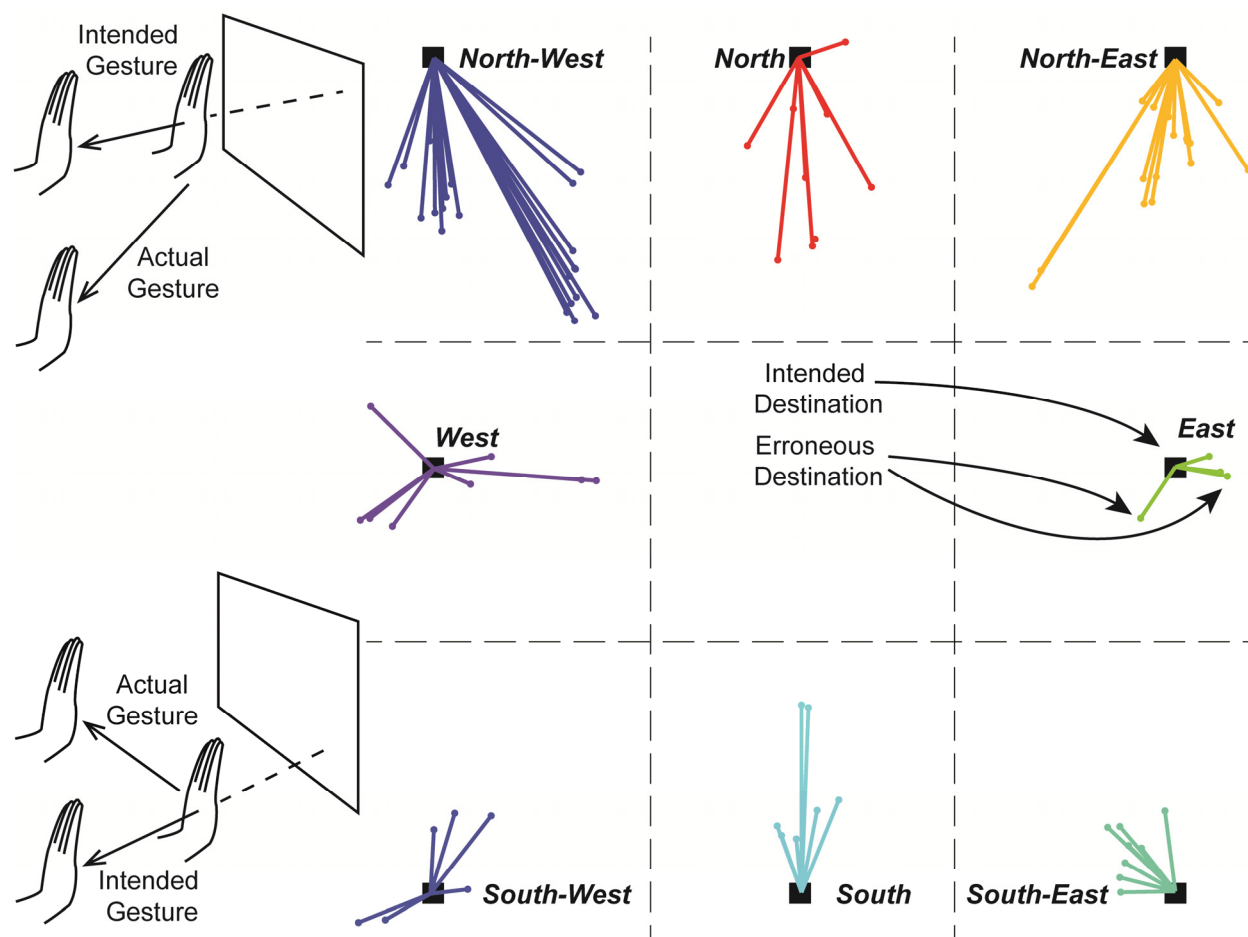 Intended
Gesture
North-West
North
North-East
Actual
Gesture
Intended
Destination
West
Erroneous
Destination
East
Actual
Gesture
Intended
Gesture
South-West
South
South-East